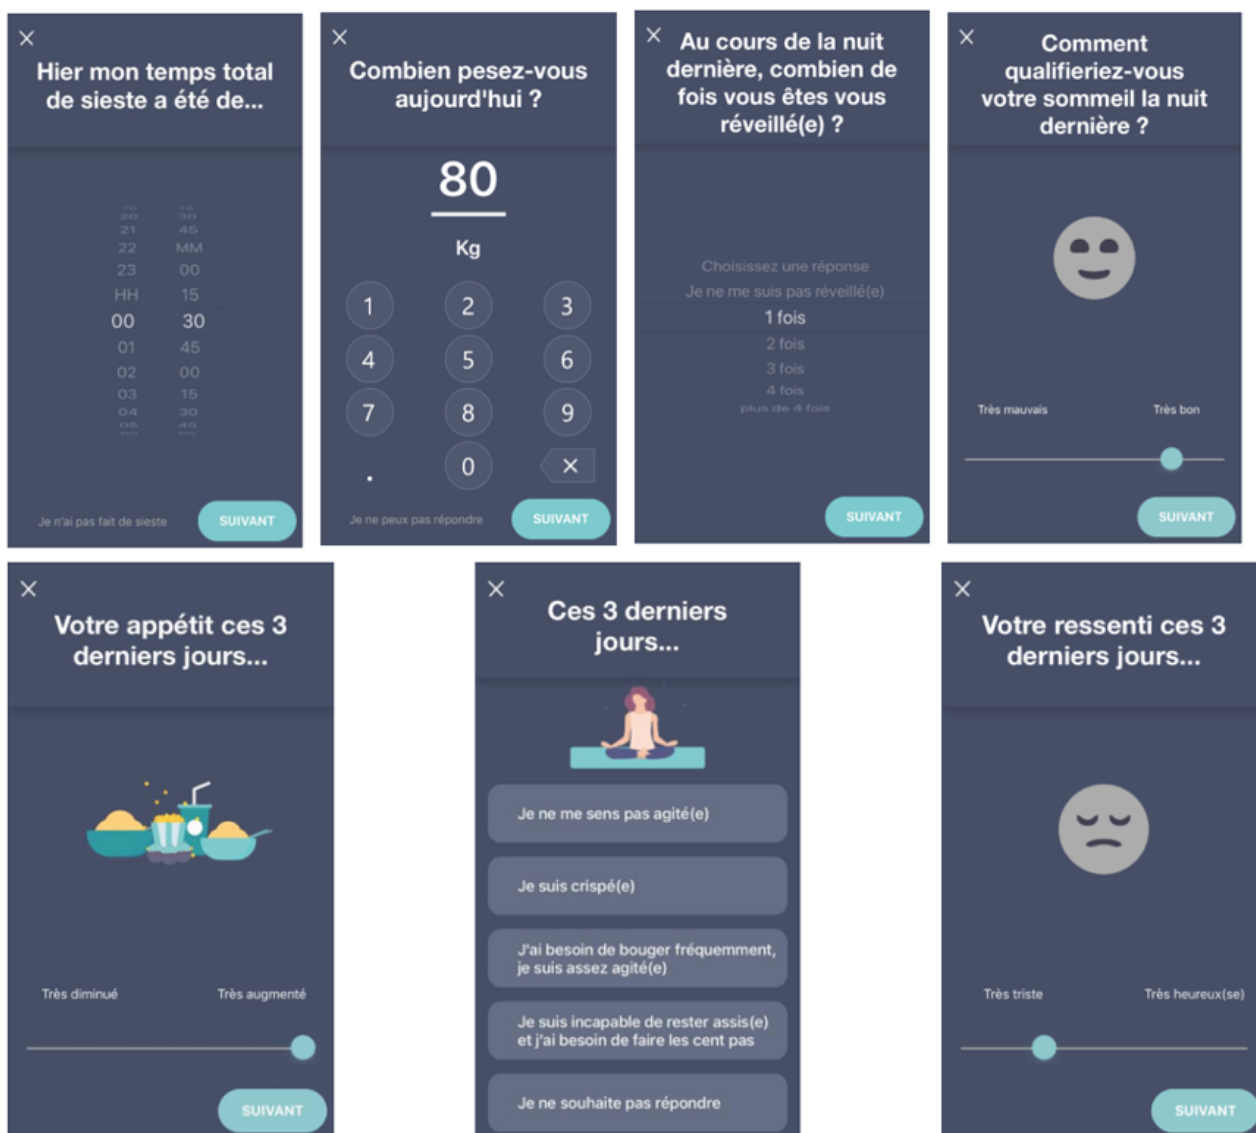 Hier mon temps total
de sieste a été de...
20 30
21 45
22 MM
23 00
HH 15
00 30
01 45
02 00
03 15
04 30
05 45
Je n'ai pas fait de sieste
SUIVANT
Combien pesez-vous
aujourd'hui ?
80
Kg
1 2 3
4 5 6
7 8 9
. 0
Je ne peux pas répondre
SUIVANT
Au cours de la nuit
dernière, combien de
fois vous êtes vous
réveillé(e) ?
Choisissez une réponse
Je ne me suis pas réveillé(e)
1 fois
2 fois
3 fois
4 fois
plus de 4 fois
SUIVANT
Comment
qualifieriez-vous
votre sommeil la nuit
dernière ?
Très mauvais Très bon
SUIVANT
Votre appétit ces 3
derniers jours...
Très diminué Très augmenté
SUIVANT
Ces 3 derniers
jours...
Je ne me sens pas agité(e)
Je suis crispé(e)
J'ai besoin de bouger fréquemment,
je suis assez agité(e)
Je suis incapable de rester assis(e)
et j'ai besoin de faire les cent pas
Je ne souhaite pas répondre
Votre ressenti ces 3
derniers jours...
Très triste Très heureux(se)
SUIVANT